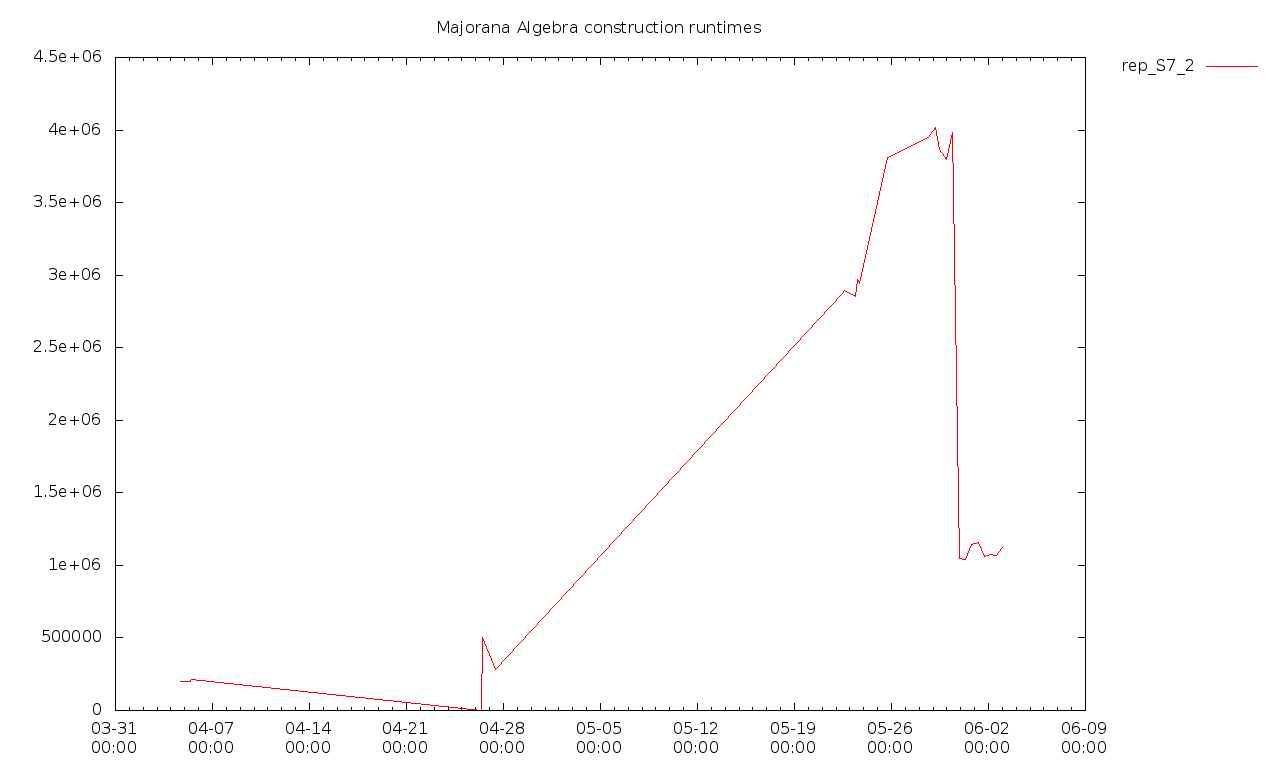 Majorana Algebra construction runtimes
rep_S7_2
4.5e+06
4e+06
3.5e+06
3e+06
2.5e+06
2e+06
1.5e+06
1e+06
500000
0
03-31 04-07 04-14 04-21 04-28 05-05 05-12 05-19 05-26 06-02 06-09
00:00 00:00 00:00 00:00 00:00 00:00 00:00 00:00 00:00 00:00 00:00